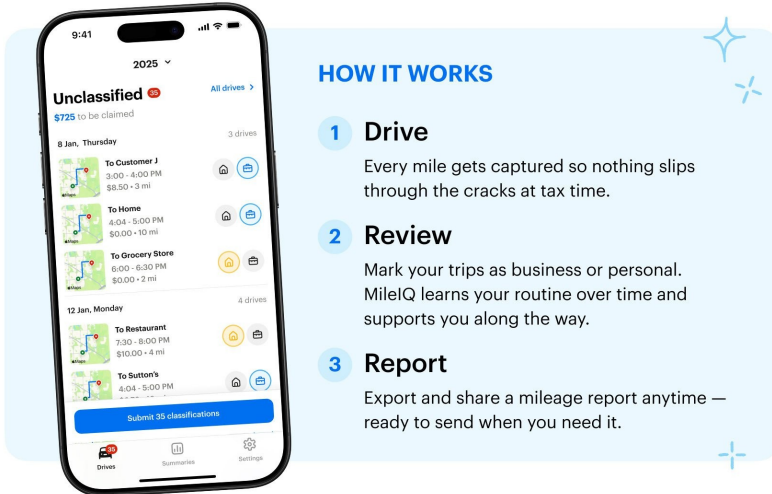 9:41
2025
Unclassified 35
All drives >
$725 to be claimed
8 Jan, Thursday
3 drives
To Customer J
3:00 - 4:00 PM
$8.50 • 3 mi
Maps
To Home
4:04 - 5:00 PM
$0.00 • 10 mi
Maps
To Grocery Store
6:00 - 6:30 PM
$0.00 • 2 mi
Maps
12 Jan, Monday
4 drives
To Restaurant
7:30 - 8:00 PM
$10.00 • 4 mi
Maps
To Sutton's
4:04 - 5:00 PM
Submit 35 classifications
35
Drives
Summaries
Settings
HOW IT WORKS
1 Drive
Every mile gets captured so nothing slips
through the cracks at tax time.
2 Review
Mark your trips as business or personal.
MileIQ learns your routine over time and
supports you along the way.
3 Report
Export and share a mileage report anytime —
ready to send when you need it.